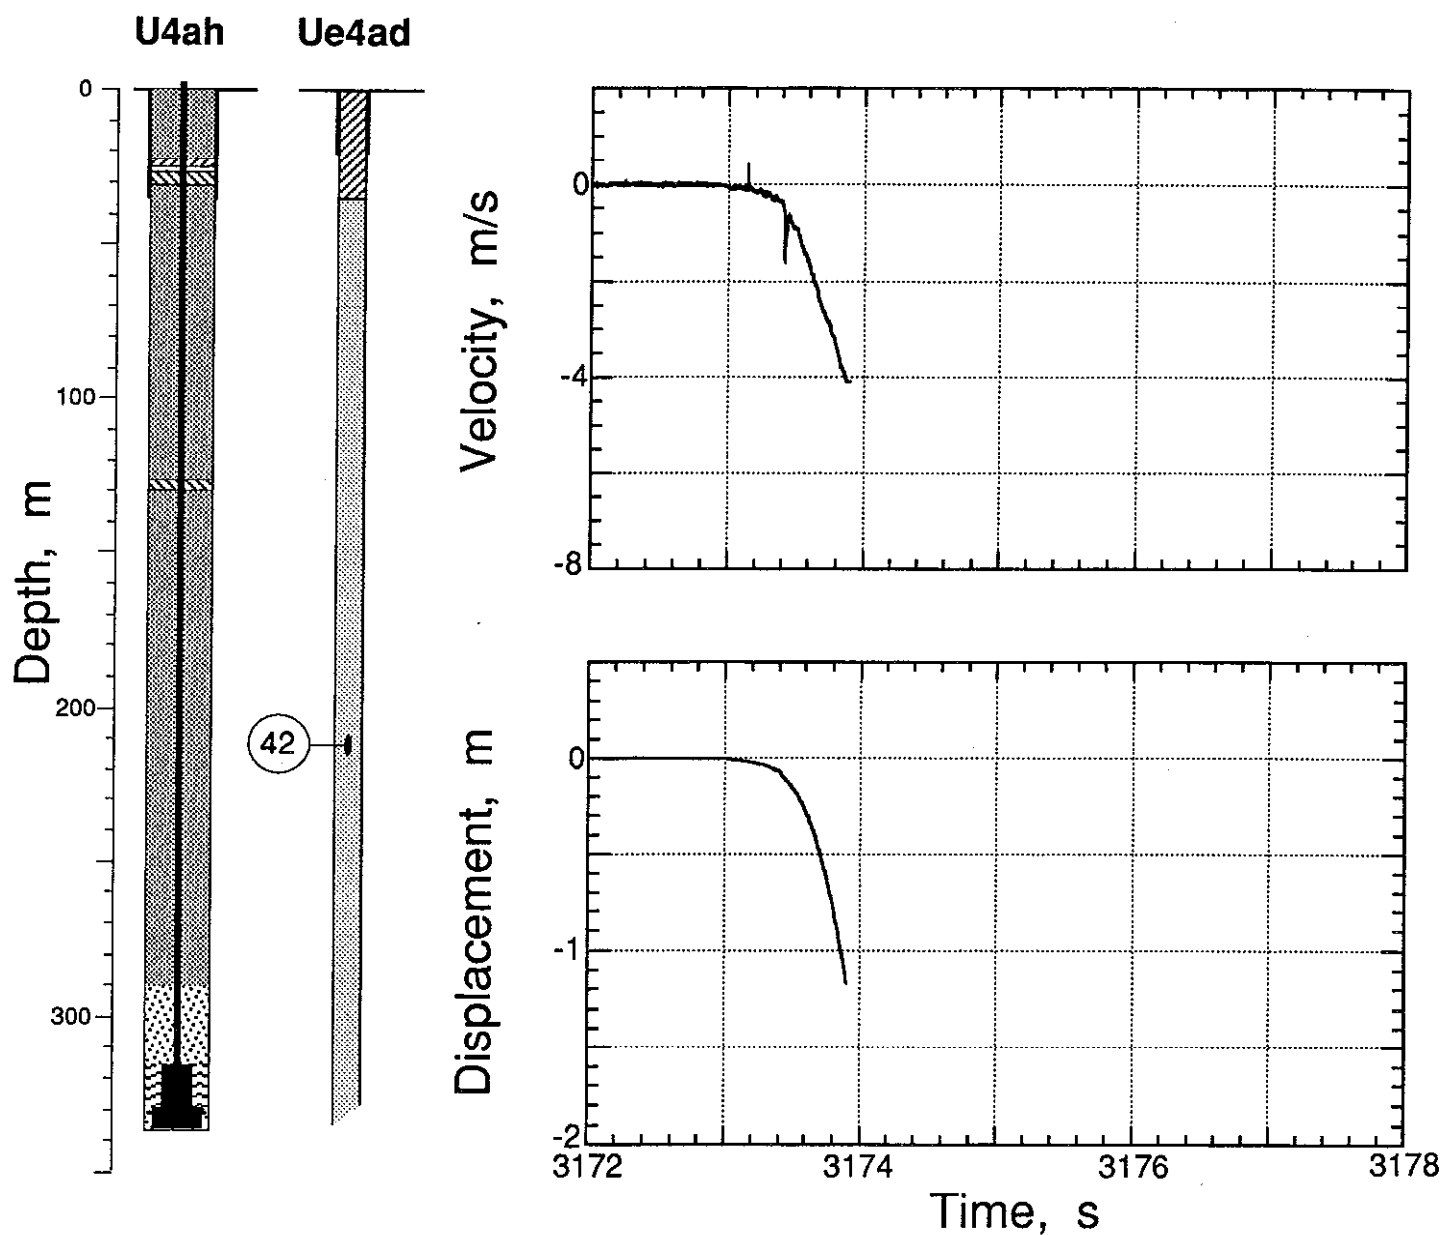 U4ah Ue4ad
0
100
200
300
Depth, m
42
Velocity, m/s
0
-4
-8
Displacement, m
0
-1
-2
3172 3174 3176 3178
Time, s